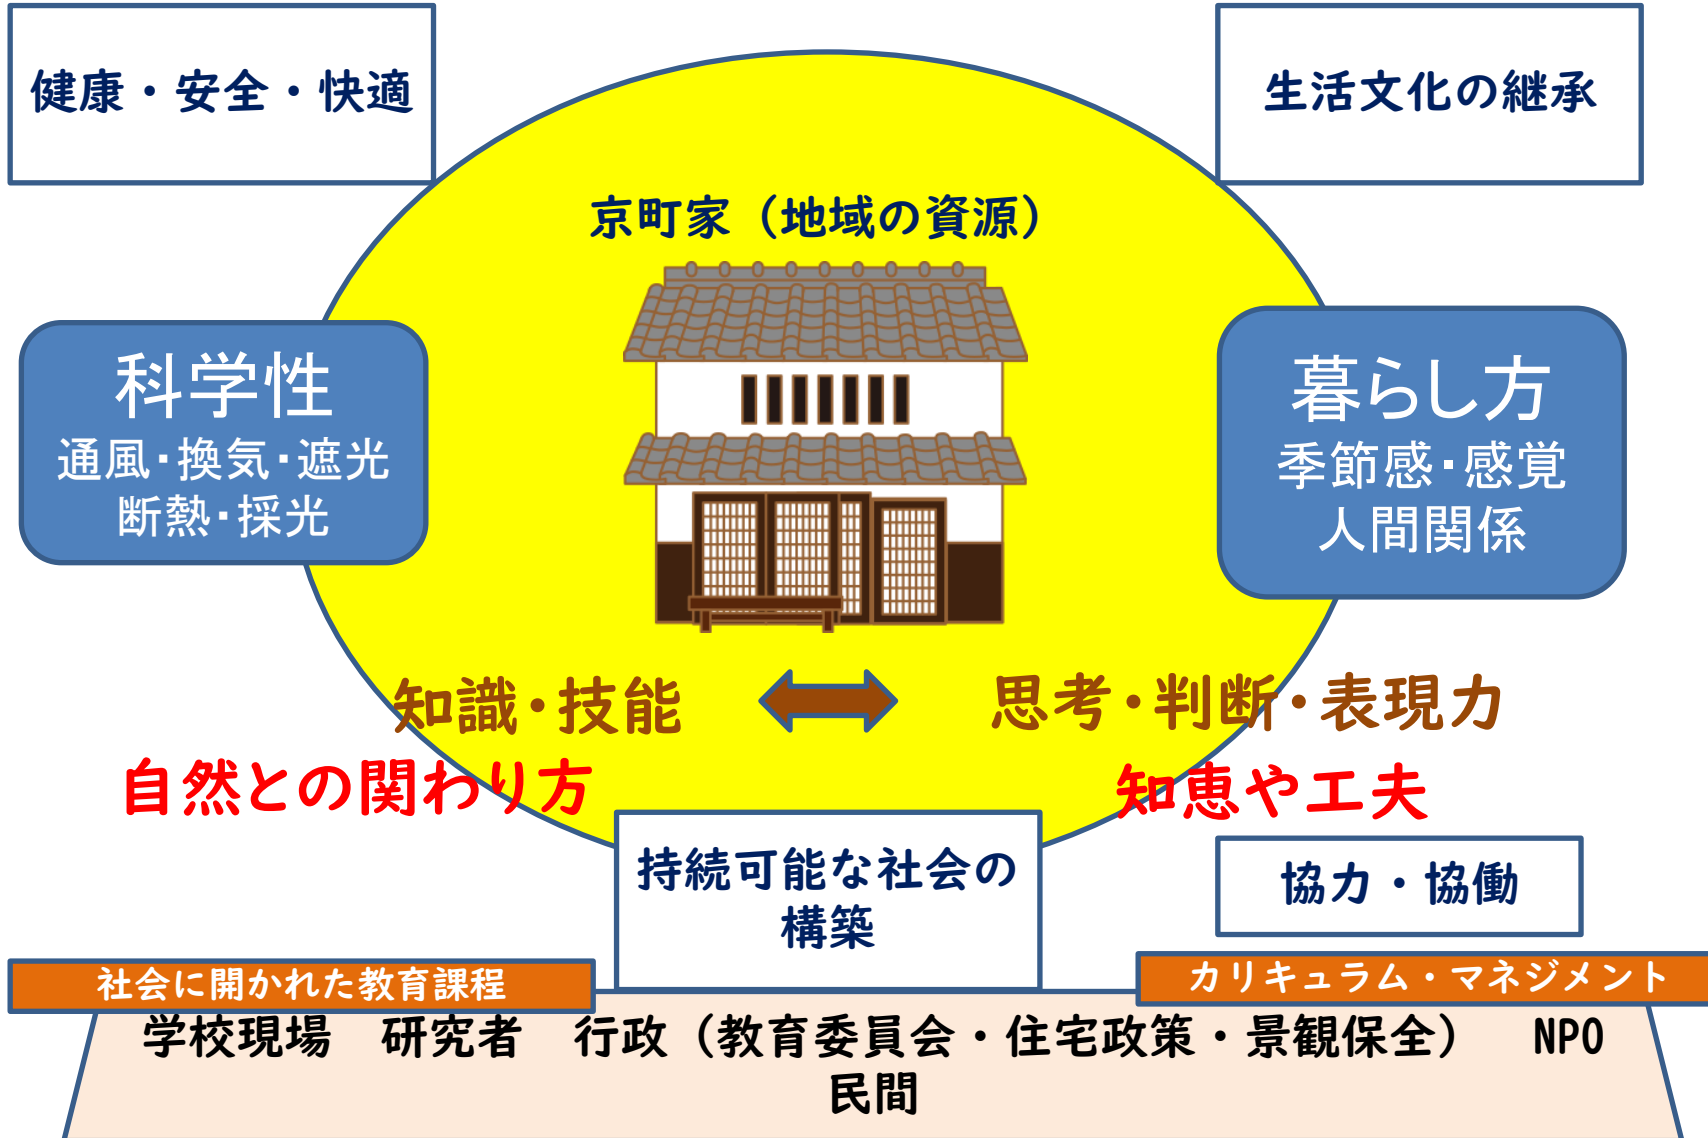 健康・安全・快適
生活文化の継承
京町家（地域の資源）
科学性
通風・換気・遮光
断熱・採光
暮らし方
季節感・感覚
人間関係
知識・技能
思考・判断・表現力
自然との関わり方
知恵や工夫
持続可能な社会の
構築
協力・協働
社会に開かれた教育課程
カリキュラム・マネジメント
学校現場　研究者　行政（教育委員会・住宅政策・景観保全）　NPO
民間